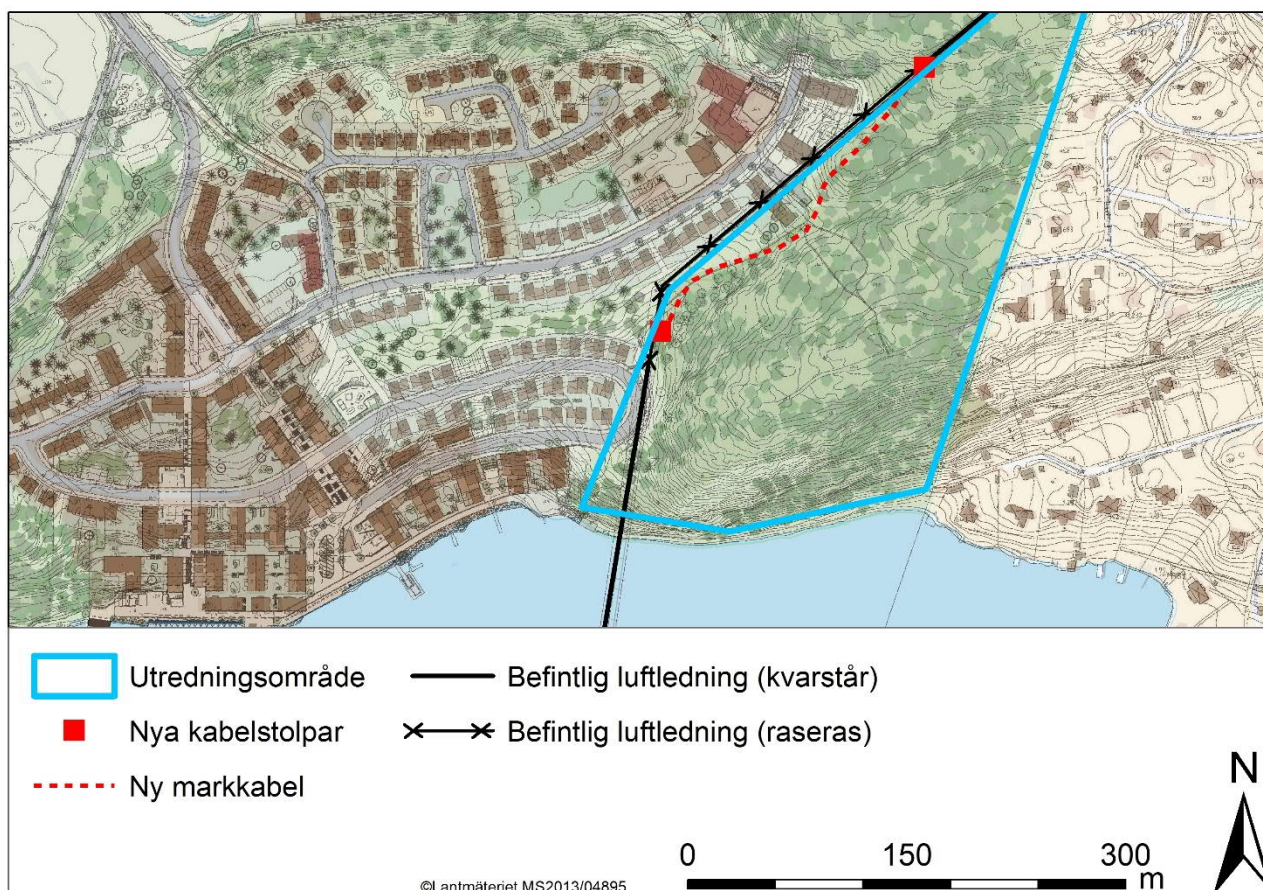 Utredningsområde
Befintlig luftledning (kvarstår)
Nya kabelstolpar
Befintlig luftledning (raseras)
Ny markkabel
N
0 150 300
m
©Lantmäteriet MS2013/04895